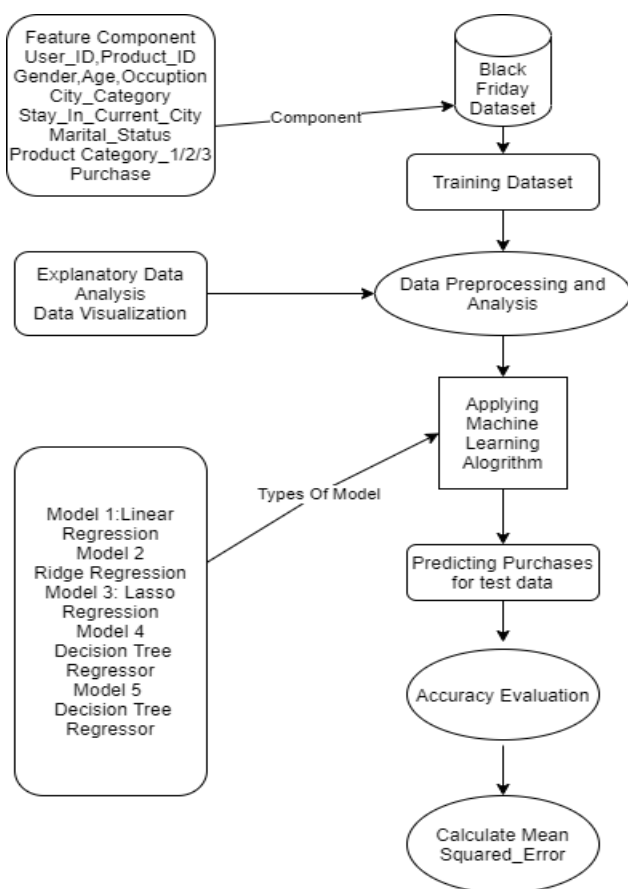 Feature Component
User_ID,Product_ID
Gender,Age,Occuption
City_Category
Stay_In_Current_City
Marital_Status
Product Category_1/2/3
Purchase
Component
Black
Friday
Dataset
Training Dataset
Explanatory Data
Analysis
Data Visualization
Data Preprocessing and
Analysis
Applying
Machine
Learning
Alogrithm
Types Of Model
Model 1:Linear
Regression
Model 2
Ridge Regression
Model 3: Lasso
Regression
Model 4
Decision Tree
Regressor
Model 5
Decision Tree
Regressor
Predicting Purchases
for test data
Accuracy Evaluation
Calculate Mean
Squared_Error